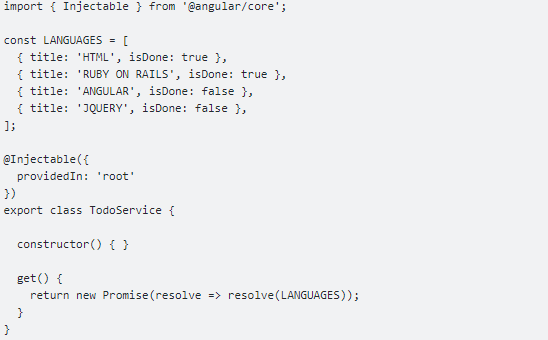 import { Injectable } from '@angular/core';
const LANGUAGES = [
  { title: 'HTML', isDone: true },
  { title: 'RUBY ON RAILS', isDone: true },
  { title: 'ANGULAR', isDone: false },
  { title: 'JQUERY', isDone: false },
];
@Injectable({
  providedIn: 'root'
})
export class TodoService {
  constructor() { }
  get() {
    return new Promise(resolve => resolve(LANGUAGES));
  }
}